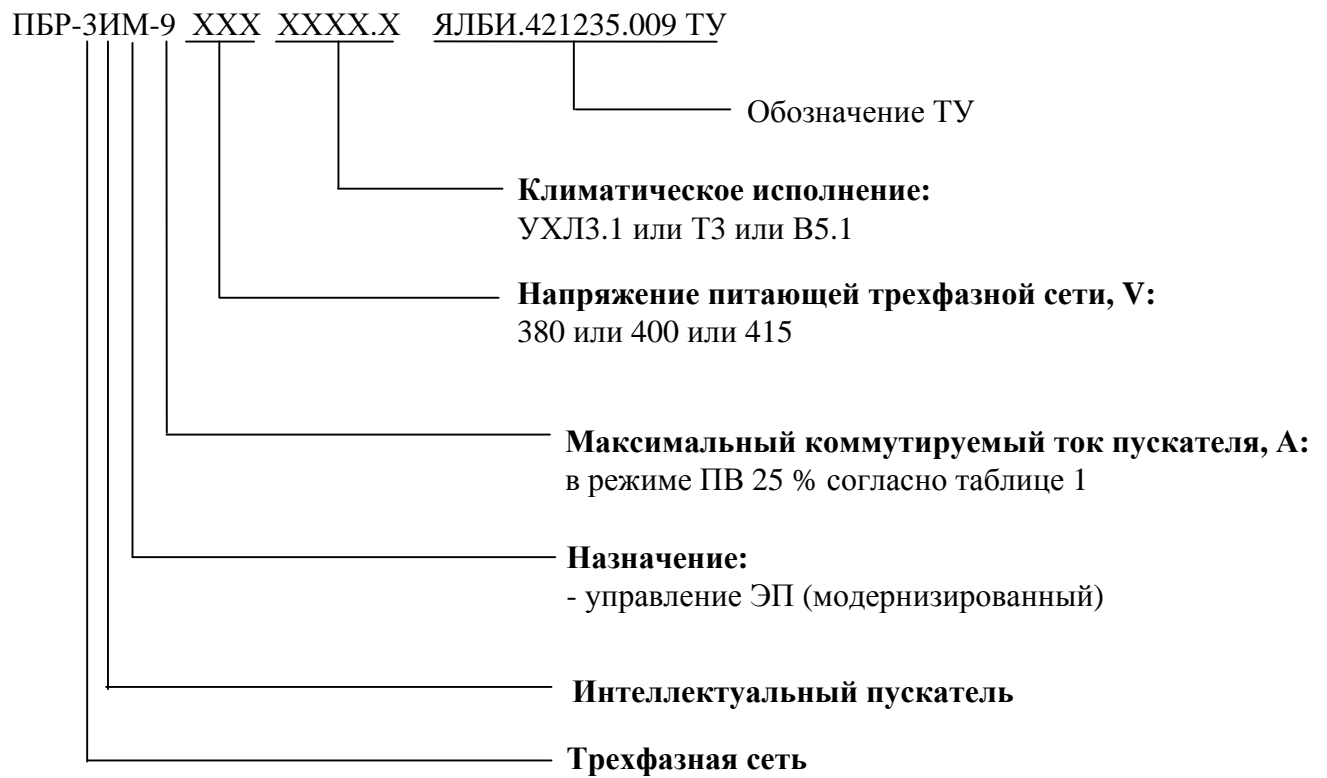 ПБР-3ИМ-9 XXX XXXX.X ЯЛБИ.421235.009 ТУ
Обозначение ТУ
Климатическое исполнение:
УХЛ3.1 или Т3 или В5.1
Напряжение питающей трехфазной сети, V:
380 или 400 или 415
Максимальный коммутируемый ток пускателя, А:
в режиме ПВ 25 % согласно таблице 1
Назначение:
- управление ЭП (модернизированный)
Интеллектуальный пускатель
Трехфазная сеть